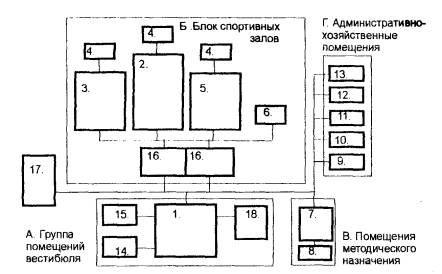 Б .Блок спортивных
залов
Г. Административно-
хозяйственные
помещения
4.
4.
4.
3.
2.
5.
6.
13.
12.
11.
10.
9.
16.
16.
17.
15.
1.
18.
14.
7.
8.
А. Группа
помещений
вестибюля
В. Помещения
методического
назначения